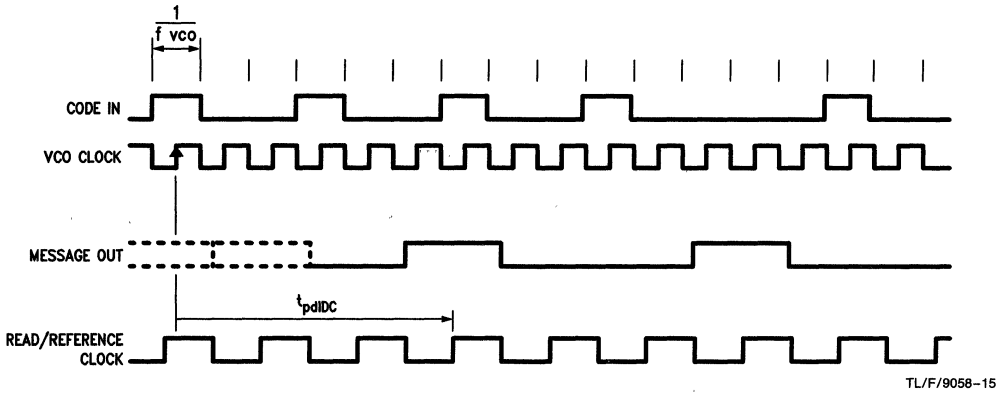 1
f vco
CODE IN
VCO CLOCK
MESSAGE OUT
tpdIDC
READ/REFERENCE
CLOCK
TL/F/9058-15